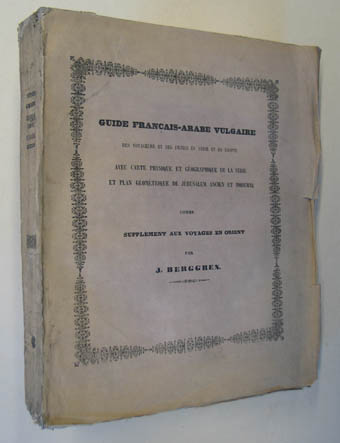 GUIDE FRANCAIS-ARABE VULGAIRE
DES VOYAGEURS ET DES FRANCS EN SYRIE ET EN EGYPTE
AVEC CARTE PHYSIQUE ET GEOGRAPHIQUE DE LA SYRIE
ET PLAN GEOMETRIQUE DE JERUSALEM ANCIEN ET MODERNE
COMME
SUPPLEMENT AUX VOYAGES EN ORIENT
PAR
J. BERGGREN.